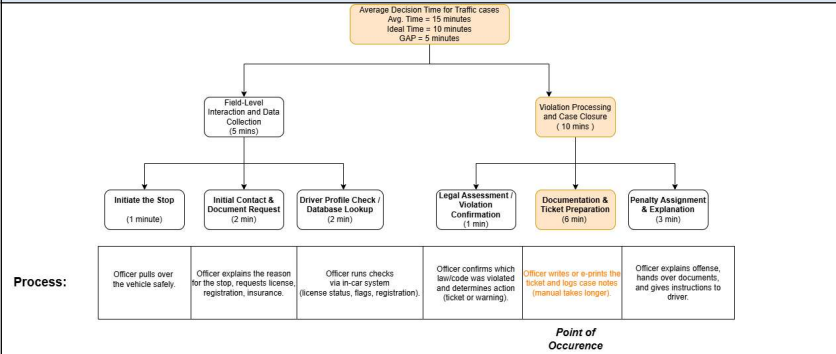 Average Decision Time for Traffic cases
Avg. Time = 15 minutes
Ideal Time = 10 minutes
GAP = 5 minutes
Field-Level
Interaction and Data
Collection
(5 mins)
Violation Processing
and Case Closure
( 10 mins )
Initiate the Stop
(1 minute)
Initial Contact &
Document Request
(2 min)
Driver Profile Check /
Database Lookup
(2 min)
Legal Assessment /
Violation
Confirmation
(1 min)
Documentation &
Ticket Preparation
(6 min)
Penalty Assignment
& Explanation
(3 min)
Process:
Officer pulls over
the vehicle safely.
Officer explains the reason
for the stop, requests license,
registration, insurance.
Officer runs checks
via in-car system
(license status, flags, registration).
Officer confirms which
law/code was violated
and determines action
(ticket or warning).
Officer writes or e-prints the
ticket and logs case notes
(manual takes longer).
Officer explains offense,
hands over documents,
and gives instructions to
driver.
Point of
Occurence